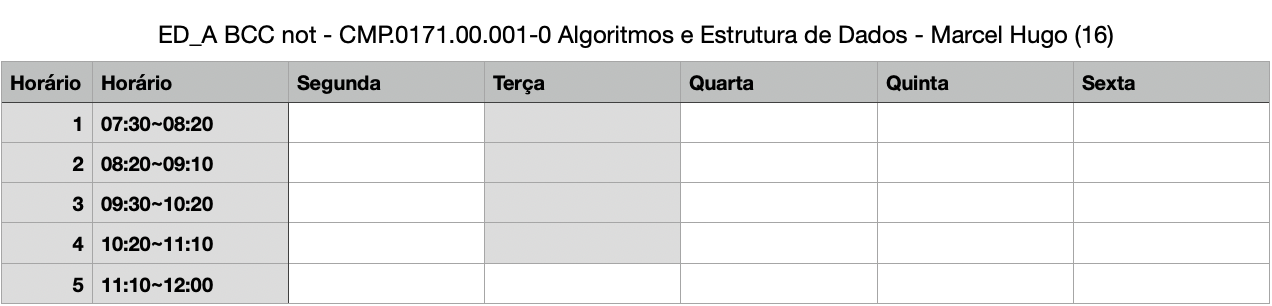 ED_A BCC not - CMP.0171.00.001-0 Algoritmos e Estrutura de Dados - Marcel Hugo (16)
Horário Horário Segunda Terça Quarta Quinta Sexta
1 07:30~08:20
2 08:20~09:10
3 09:30~10:20
4 10:20~11:10
5 11:10~12:00